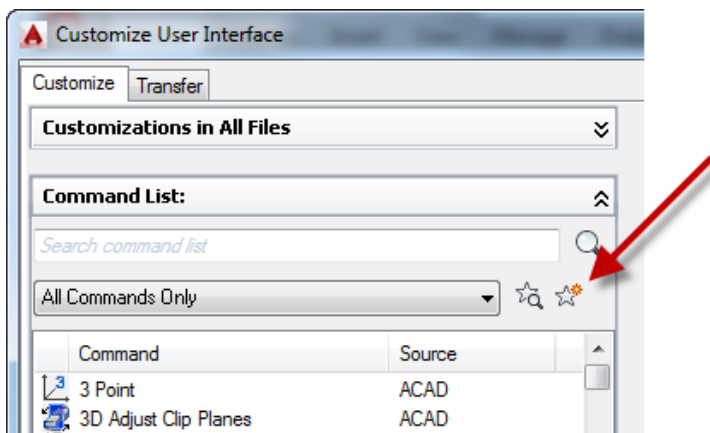 Customize User Interface
Customize Transfer
Customizations in All Files
Command List:
Search command list
All Commands Only
Command Source
3 Point ACAD
3D Adjust Clip Planes ACAD